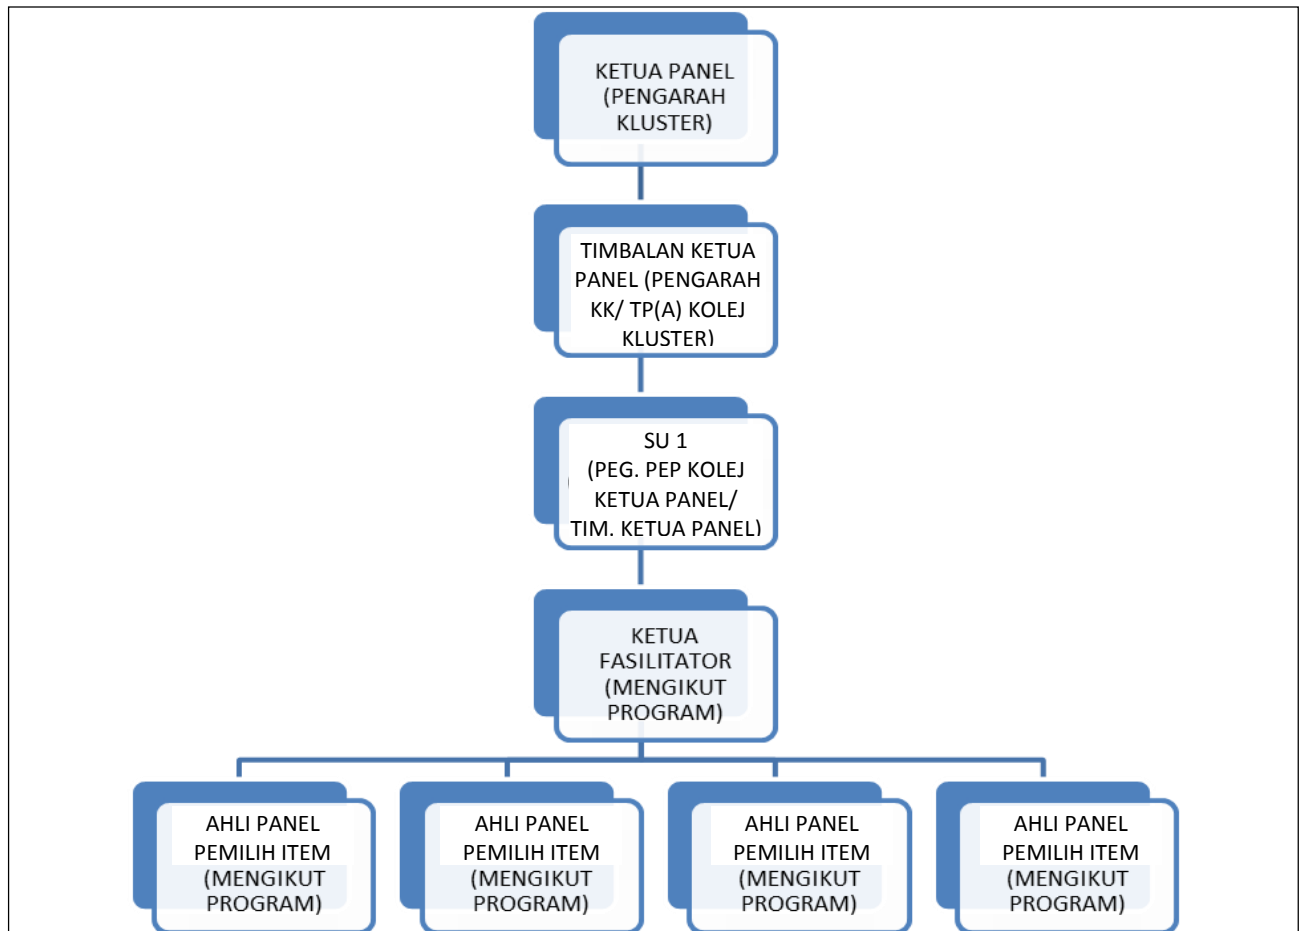 KETUA PANEL
(PENGARAH
KLUSTER)
TIMBALAN KETUA
PANEL (PENGARAH
KK/ TP(A) KOLEJ
KLUSTER)
SU 1
(PEG. PEP KOLEJ
KETUA PANEL/
TIM. KETUA PANEL)
KETUA
FASILITATOR
(MENGIKUT
PROGRAM)
AHLI PANEL
PEMILIH ITEM
(MENGIKUT
PROGRAM)
AHLI PANEL
PEMILIH ITEM
(MENGIKUT
PROGRAM)
AHLI PANEL
PEMILIH ITEM
(MENGIKUT
PROGRAM)
AHLI PANEL
PEMILIH ITEM
(MENGIKUT
PROGRAM)